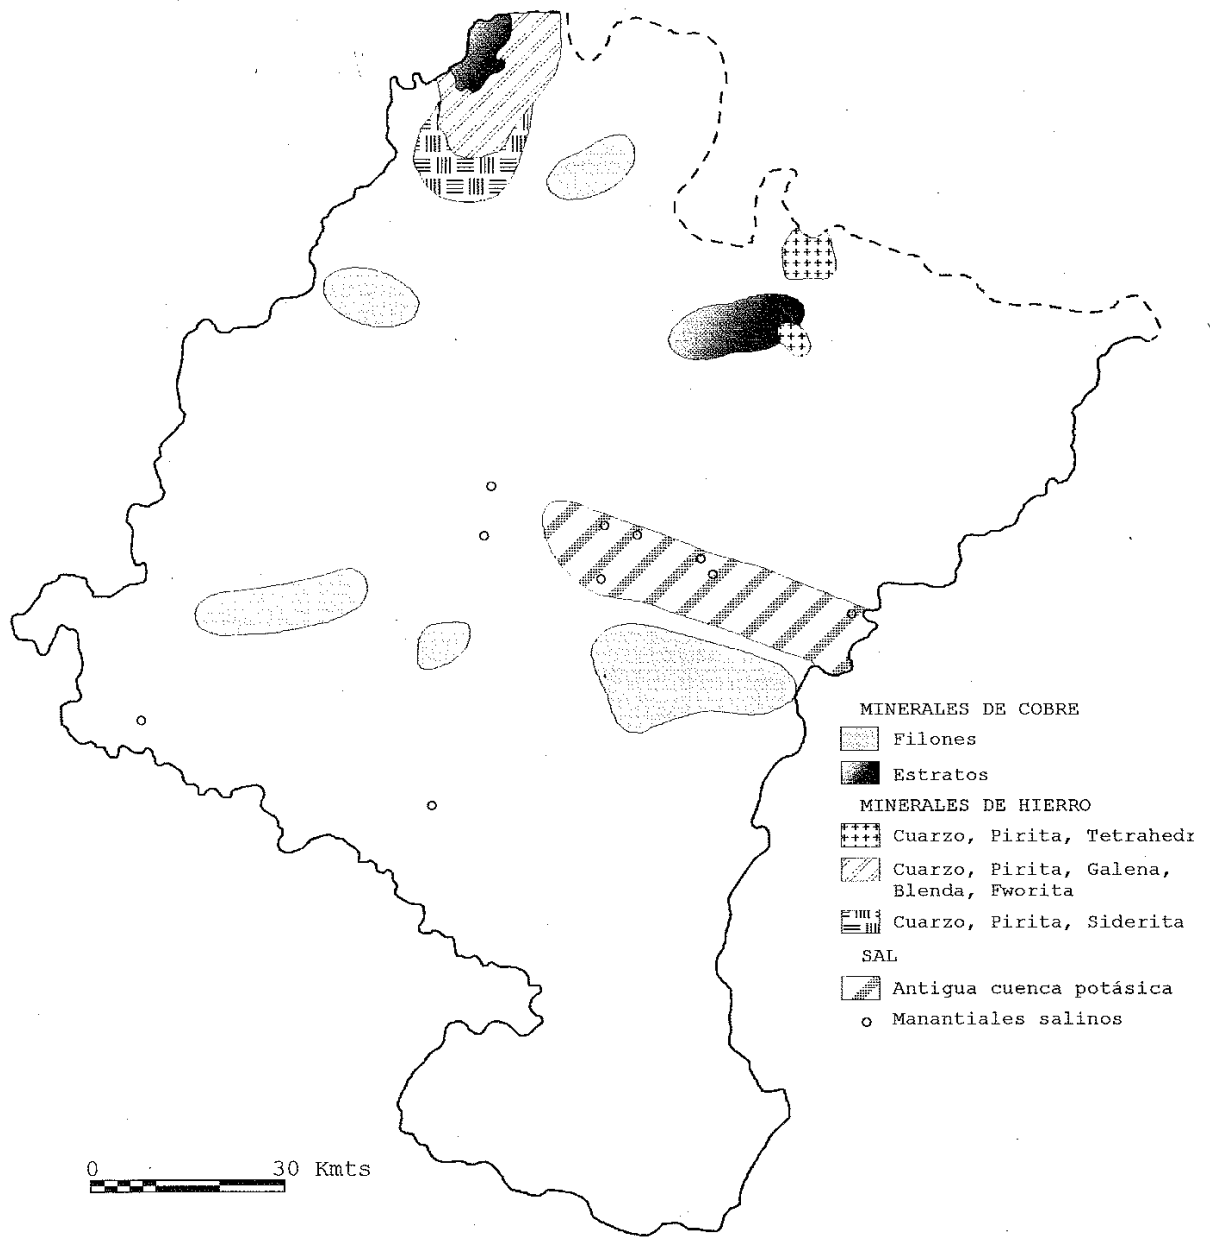 MINERALES DE COBRE
Filones
Estratos
MINERALES DE HIERRO
Cuarzo, Pirita, Tetrahedr
Cuarzo, Pirita, Galena,
Blenda, Fworita
Cuarzo, Pirita, Siderita
SAL
Antigua cuenca potásica
Manantiales salinos
0 30 Kmts